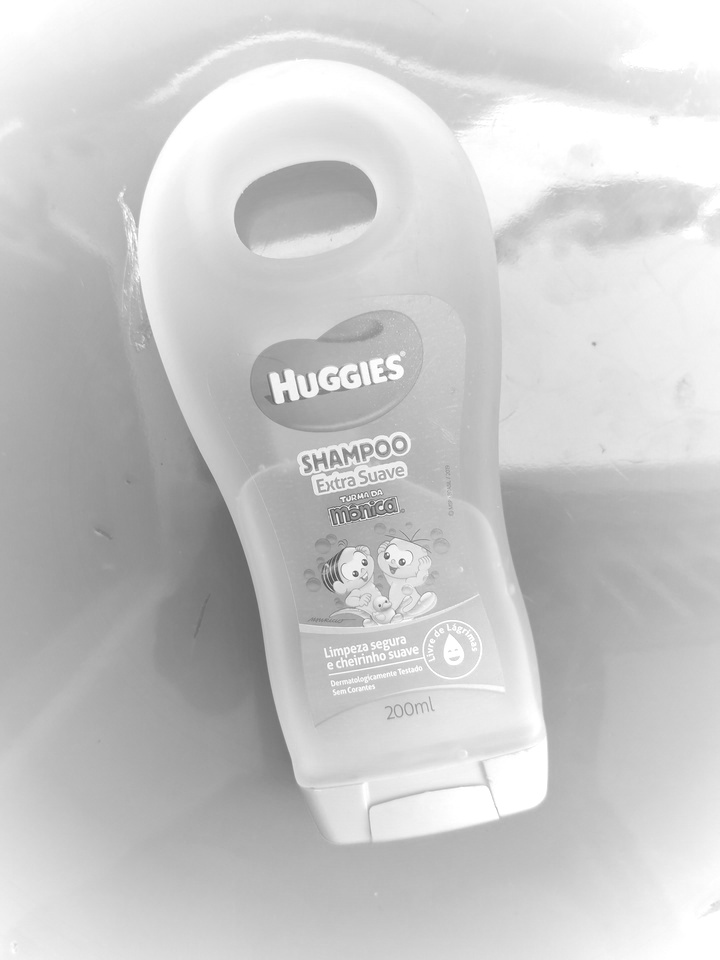 HUGGIES
SHAMPOO
Extra Suave
TURMA DA
Mônica
Limpeza segura
e cheirinho suave
Livre de Lágrimas
Dermatologicamente Testado
Sem Corantes
200ml